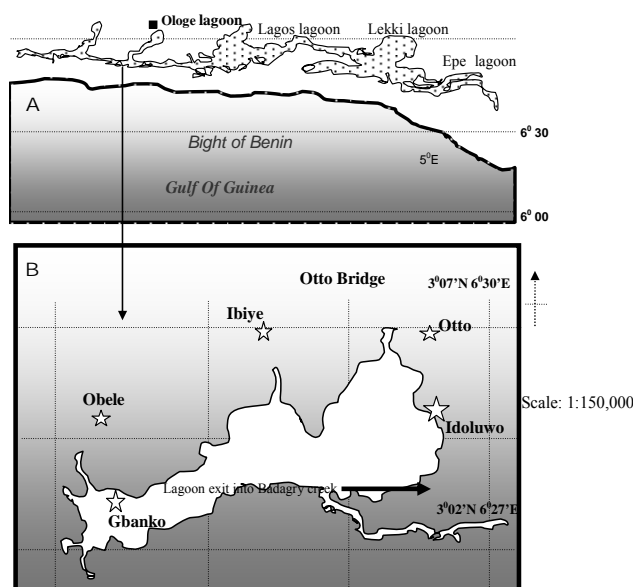 Ologe lagoon
Lagos lagoon
Lekki lagoon
Epe lagoon
A
6⁰ 30
Bight of Benin
5⁰E
Gulf Of Guinea
6⁰ 00
B
Otto Bridge
3⁰07'N 6⁰30'E
Ibiye
Otto
Obele
Scale: 1:150,000
Idoluwo
Lagoon exit into Badagry creek
Gbanko
3⁰02'N 6⁰27'E